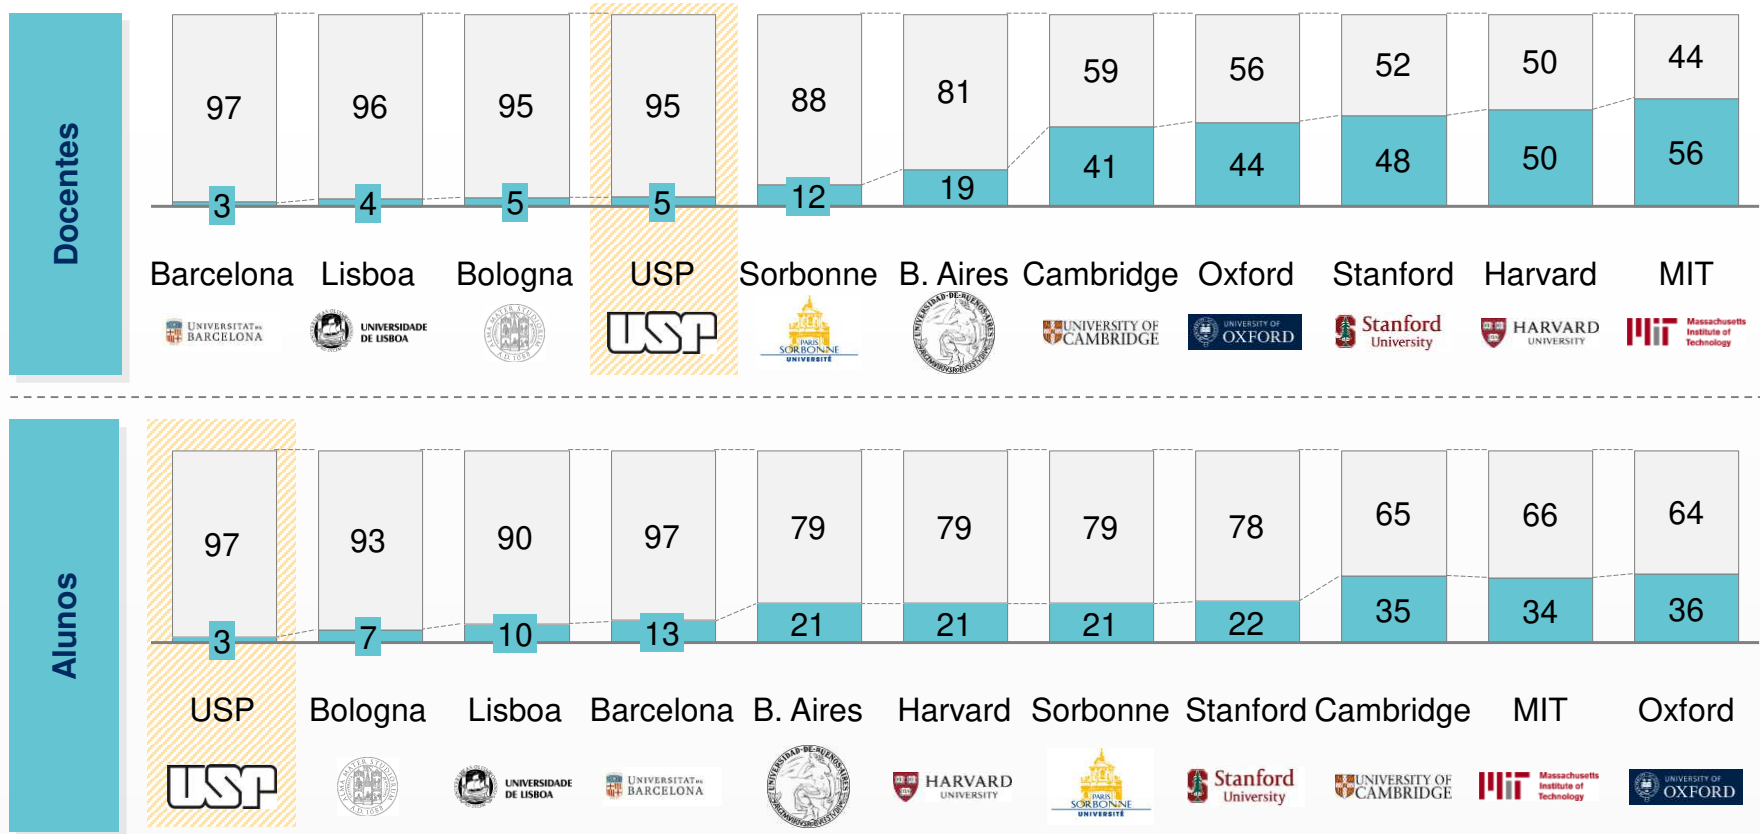 Docentes
97 96 95 95 88 81 59 56 52 50 44
3 4 5 5 12 19 41 44 48 50 56
Barcelona Lisboa Bologna USP Sorbonne B. Aires Cambridge Oxford Stanford Harvard MIT
UNIVERSITAT DE
BARCELONA
UNIVERSIDADE
DE LISBOA
USP
PARIS
SORBONNE
UNIVERSITÉ
UNIVERSITY OF
CAMBRIDGE
UNIVERSITY OF
OXFORD
Stanford
University
HARVARD
UNIVERSITY
Massachusetts
Institute of
Technology
Alunos
97 93 90 97 79 79 79 78 65 66 64
3 7 10 13 21 21 21 22 35 34 36
USP Bologna Lisboa Barcelona B. Aires Harvard Sorbonne Stanford Cambridge MIT Oxford
USP
UNIVERSIDADE
DE LISBOA
UNIVERSITAT DE
BARCELONA
HARVARD
UNIVERSITY
PARIS
SORBONNE
UNIVERSITÉ
Stanford
University
UNIVERSITY OF
CAMBRIDGE
Massachusetts
Institute of
Technology
UNIVERSITY OF
OXFORD